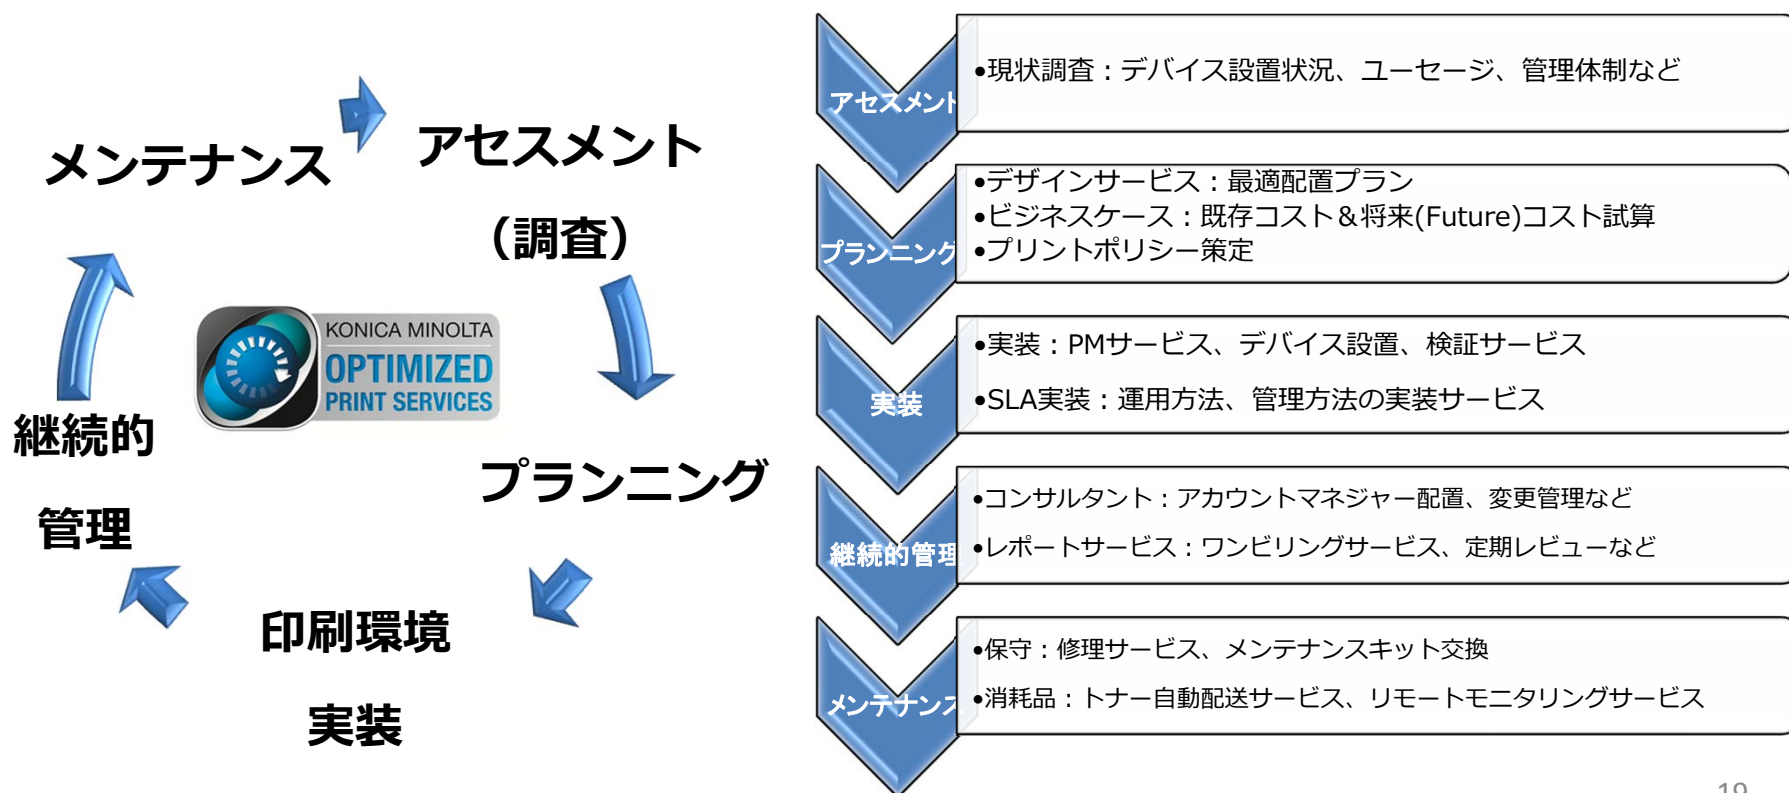 メンテナンス
アセスメント
（調査）
KONICA MINOLTA
OPTIMIZED
PRINT SERVICES
継続的
管理
プランニング
印刷環境
実装
アセスメント
•現状調査：デバイス設置状況、ユーセージ、管理体制など
プランニング
•デザインサービス：最適配置プラン
•ビジネスケース：既存コスト＆将来(Future)コスト試算
•プリントポリシー策定
実装
•実装：PMサービス、デバイス設置、検証サービス
•SLA実装：運用方法、管理方法の実装サービス
継続的管理
•コンサルタント：アカウントマネジャー配置、変更管理など
•レポートサービス：ワンビリングサービス、定期レビューなど
メンテナンス
•保守：修理サービス、メンテナンスキット交換
•消耗品：トナー自動配送サービス、リモートモニタリングサービス
19